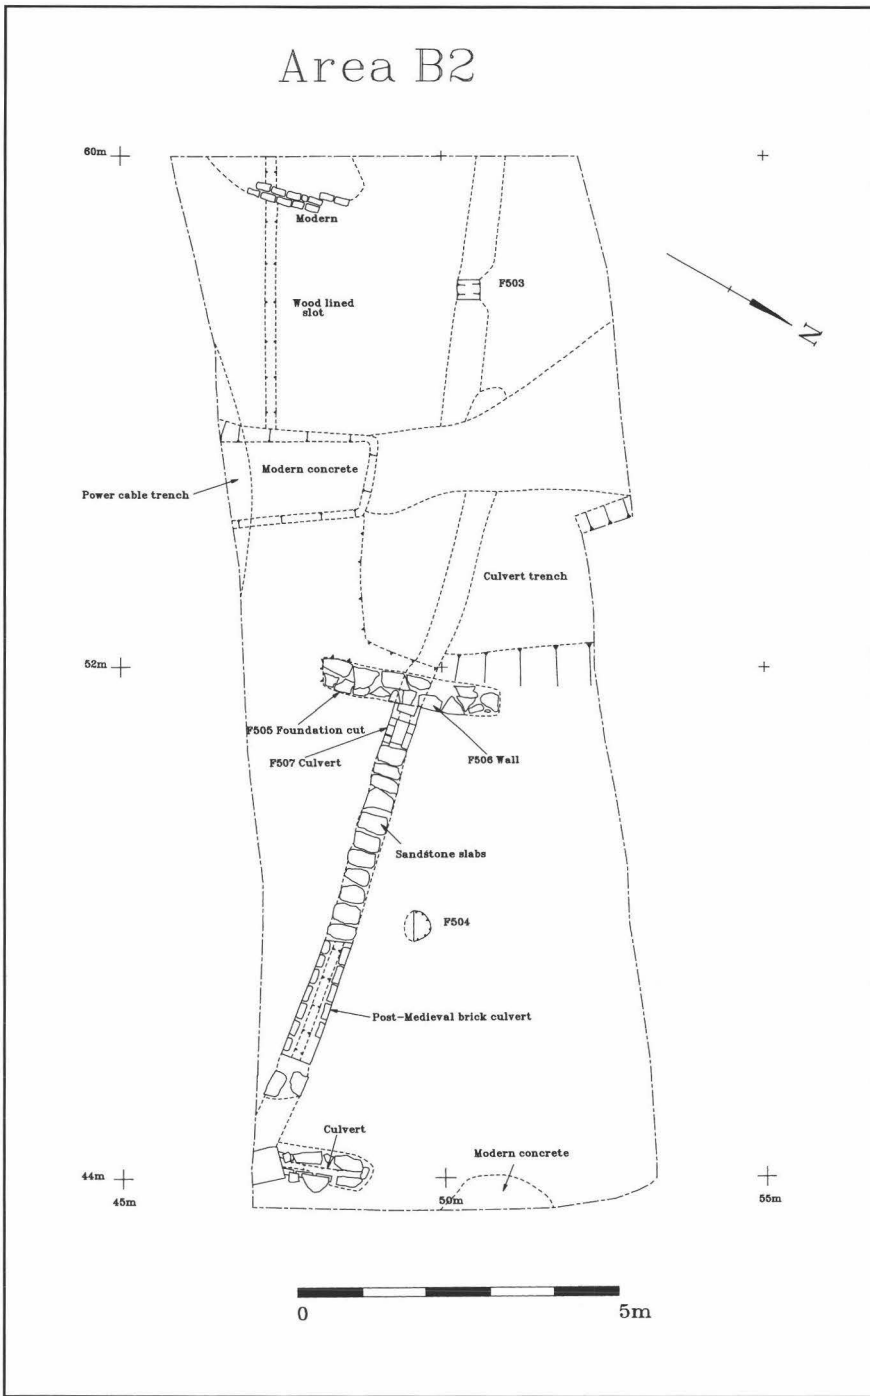 Area B2
60m
Modern
F503
Wood lined
slot
N
Modern concrete
Power cable trench
Culvert trench
52m
F505 Foundation cut
F507 Culvert
F506 Wall
Sandstone slabs
F504
Post-Medieval brick culvert
Culvert
Modern concrete
44m
45m
50m
55m
0
5m